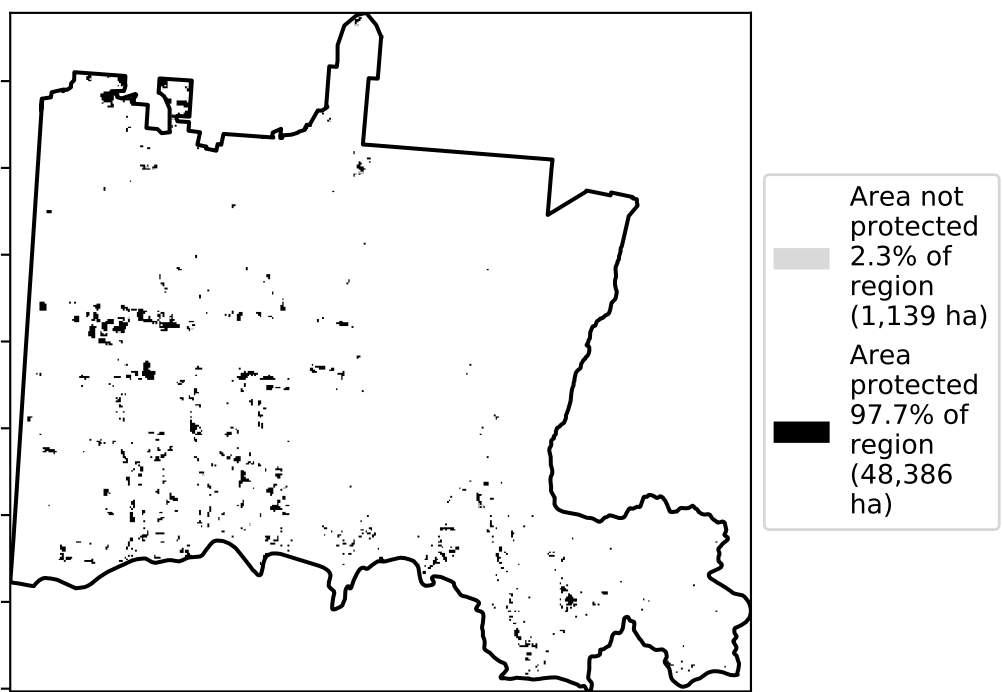 Area not
protected
2.3% of
region
(1,139 ha)
Area
protected
97.7% of
region
(48,386
ha)